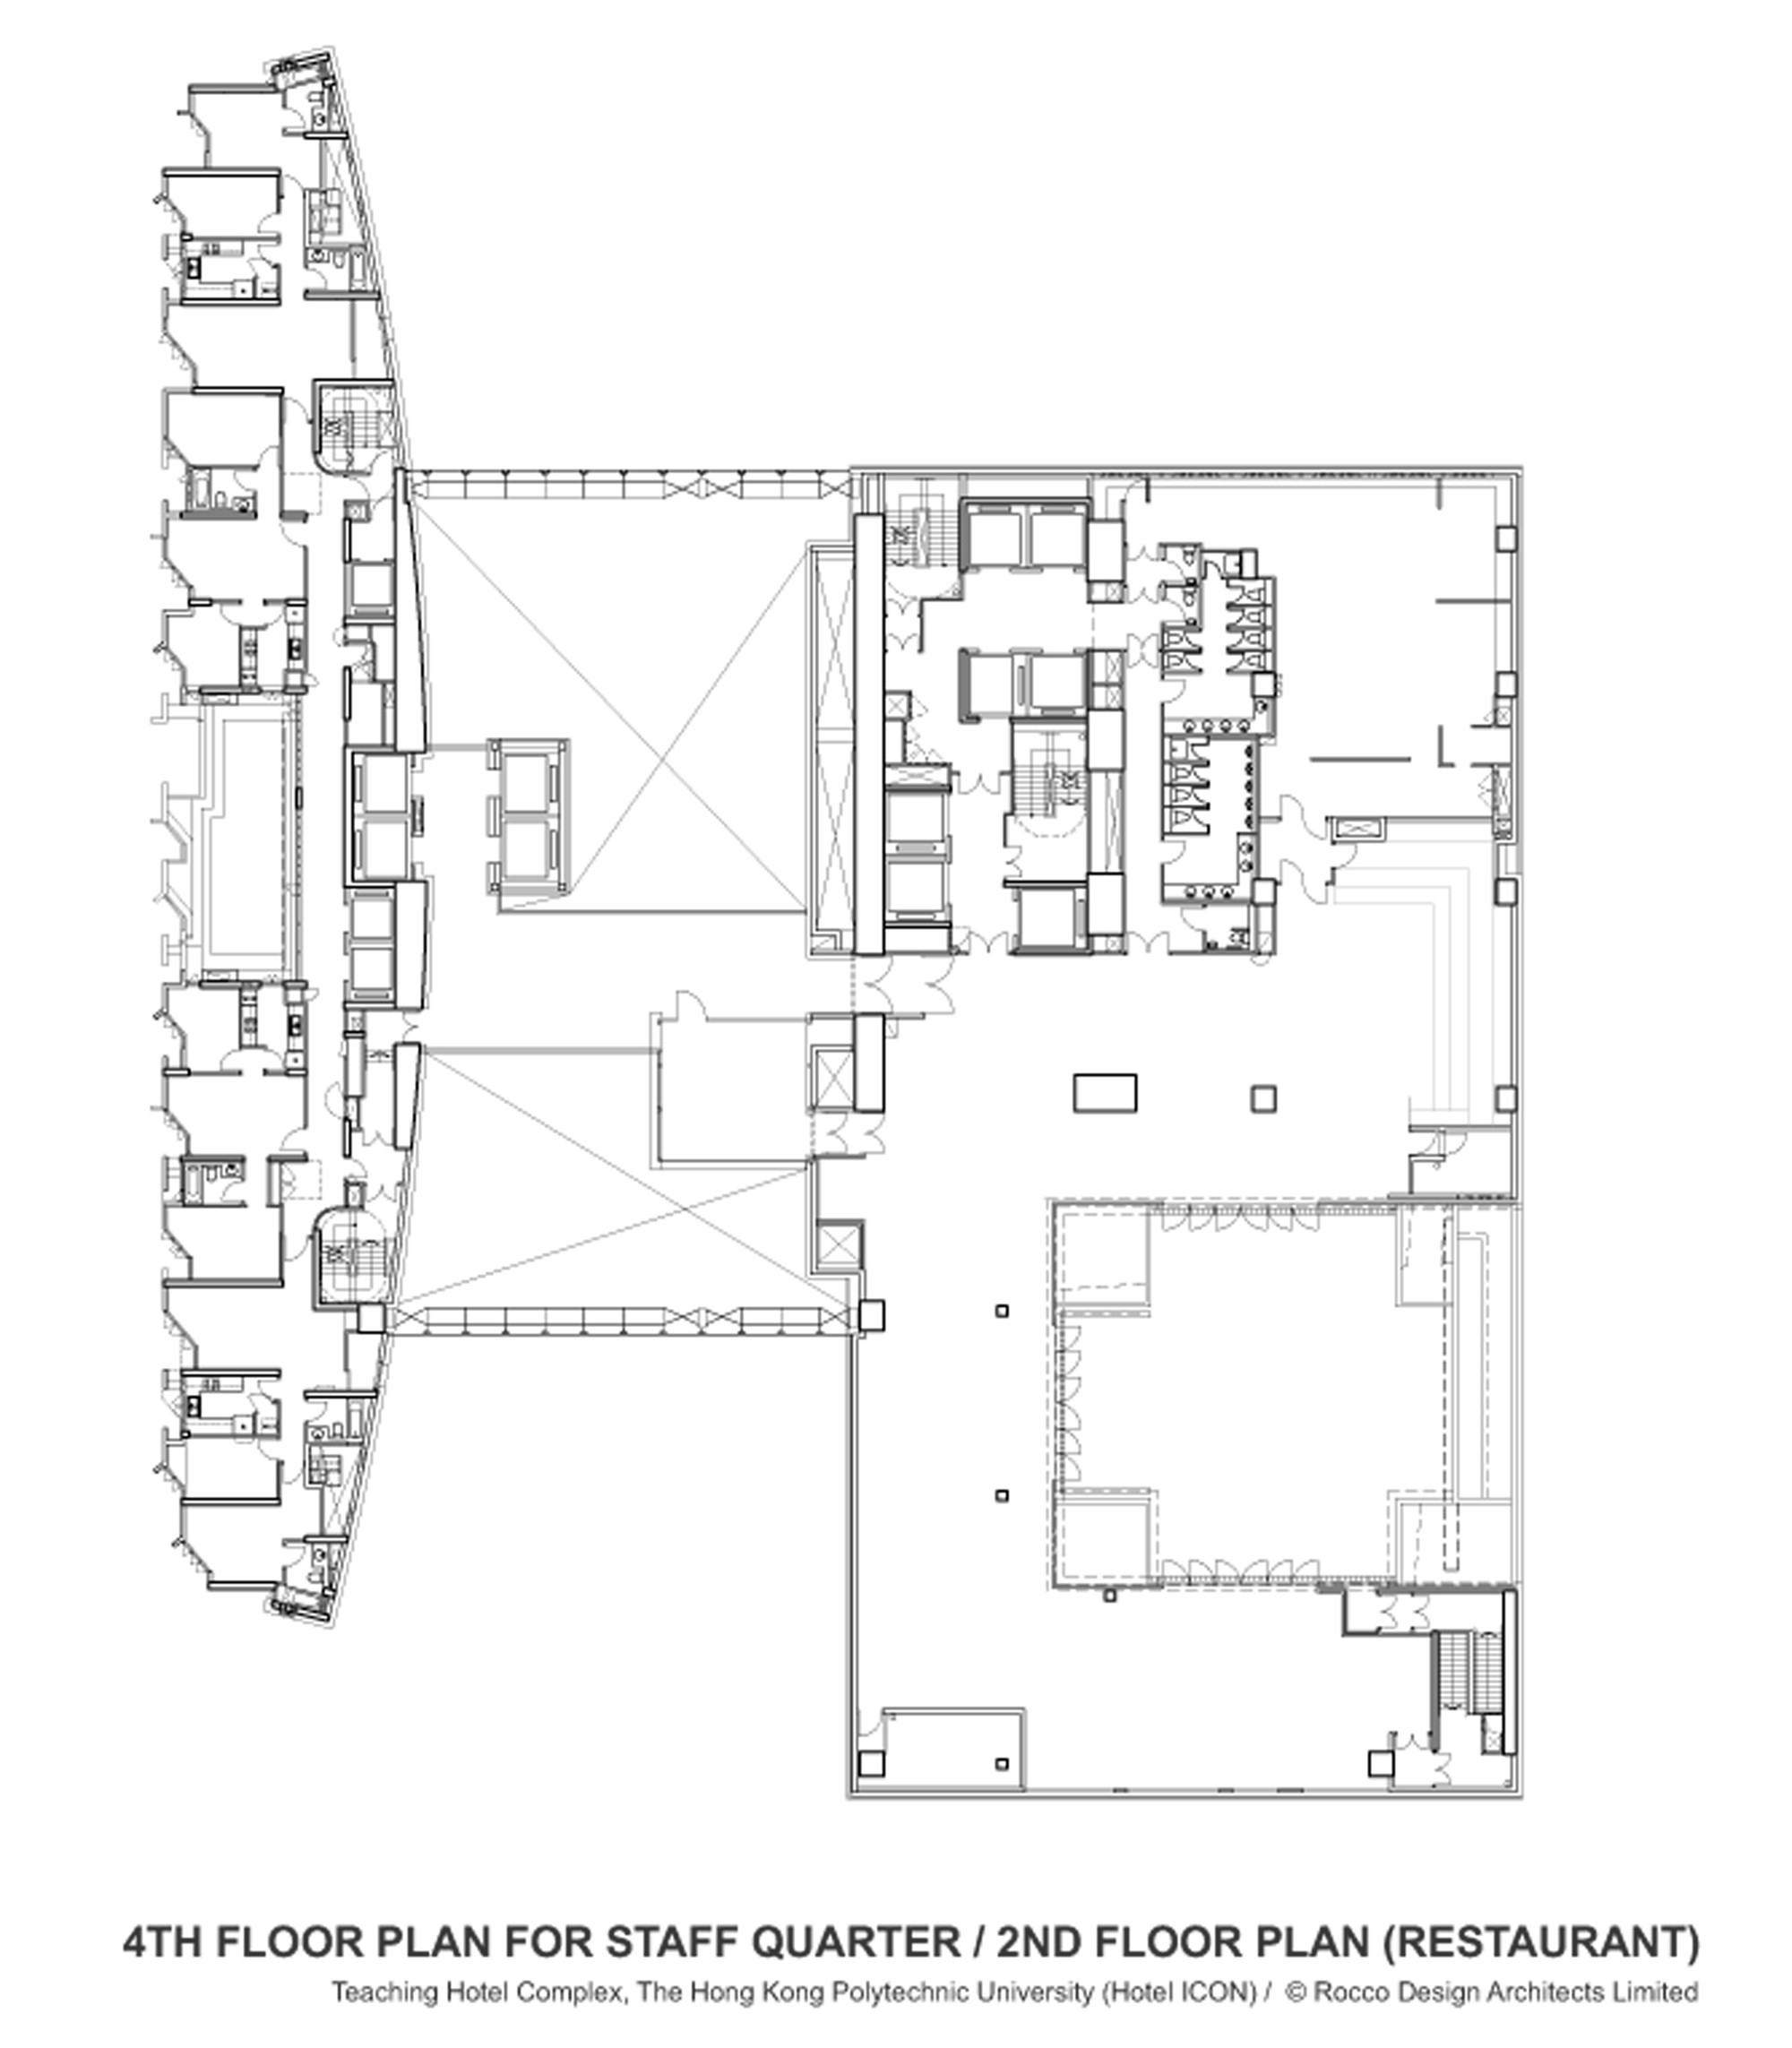 4TH FLOOR PLAN FOR STAFF QUARTER / 2ND FLOOR PLAN (RESTAURANT)
Teaching Hotel Complex, The Hong Kong Polytechnic University (Hotel ICON) / © Rocco Design Architects Limited